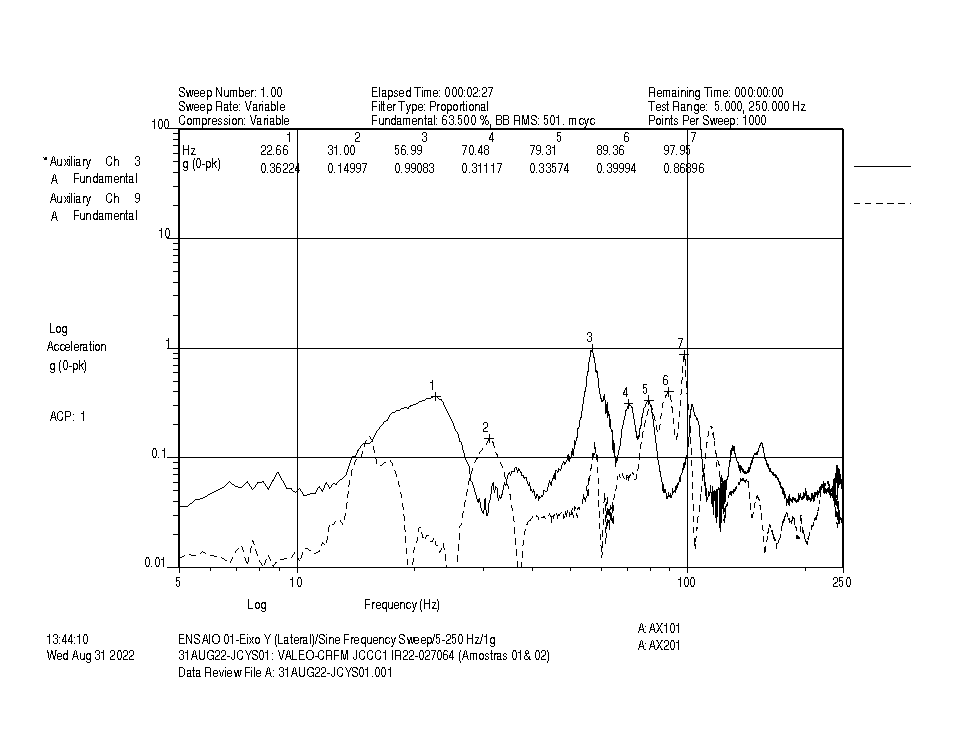 Sweep Number: 1.00 Elapsed Time: 000:02:27 Remaining Time: 000:00:00
Sweep Rate: Variable Filter Type: Proportional Test Range: 5.000, 250.000 Hz
Compression: Variable Fundamental: 63.500 %, BB RMS: 501. mcyc Points Per Sweep: 1000
100
1 2 3 4 5 6 7
Hz 22.66 31.00 56.99 70.48 79.31 89.36 97.95
g (0-pk) 0.36224 0.14997 0.99083 0.31117 0.33574 0.39994 0.86896
*Auxiliary Ch 3
A Fundamental
Auxiliary Ch 9
A Fundamental
10
Log
Acceleration
g (0-pk)
1
3
7
6
5
4
1
2
ACP: 1
0.1
0.01
5 10 100 250
Log Frequency (Hz)
A: AX101
A: AX201
13:44:10 ENSAIO 01-Eixo Y (Lateral)/Sine Frequency Sweep/5-250 Hz/1g
Wed Aug 31 2022 31AUG22-JCYS01: VALEO-CRFM JCCC1 IR22-027064 (Amostras 01& 02)
Data Review File A: 31AUG22-JCYS01.001